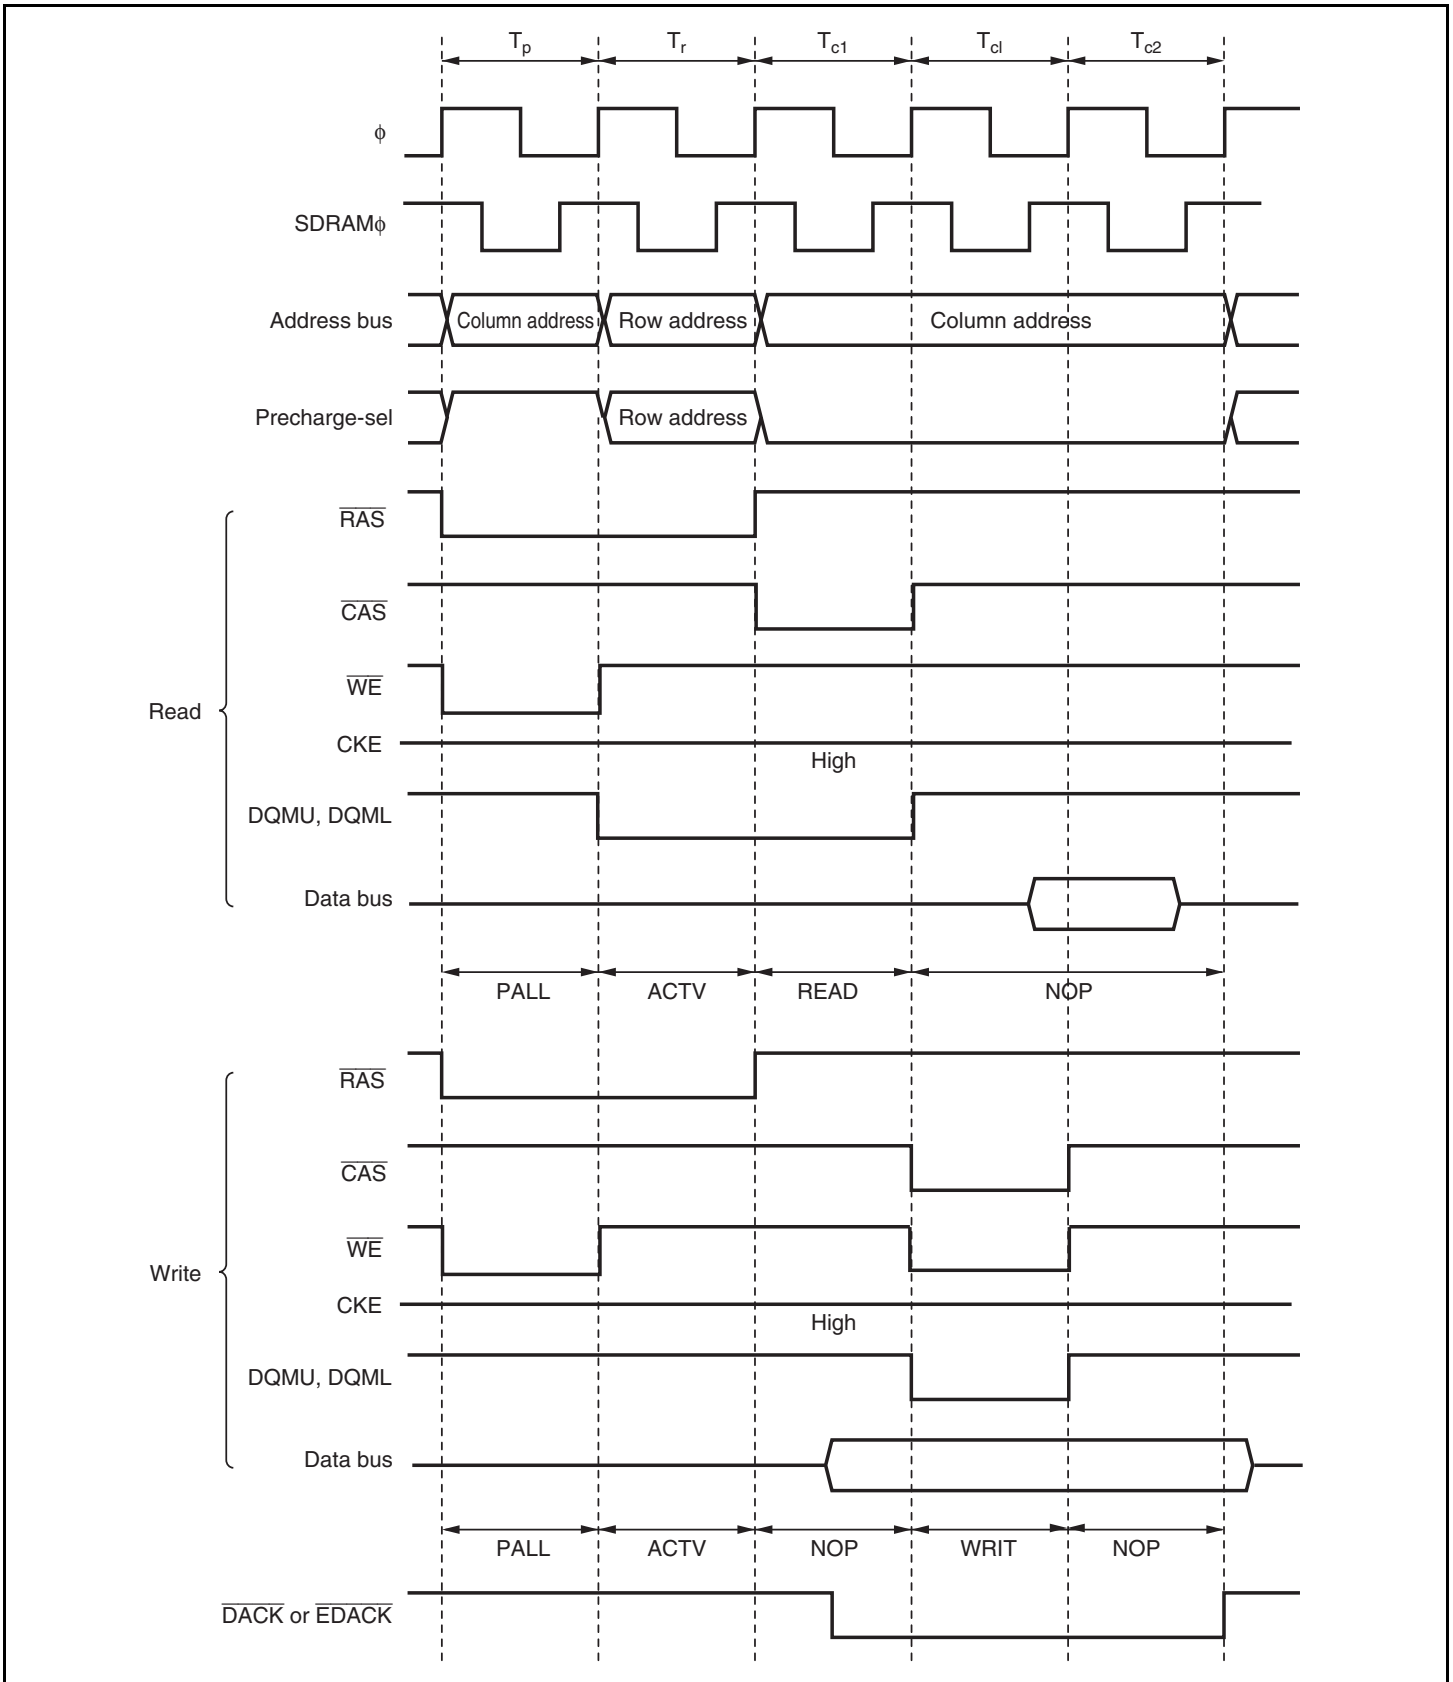 Tp Tr Tc1 Tcl Tc2
ϕ
SDRAMϕ
Address bus Column address Row address Column address
Precharge-sel Row address
Read
RAS
CAS
WE
CKE High
DQMU, DQML
Data bus
PALL ACTV READ NOP
Write
RAS
CAS
WE
CKE High
DQMU, DQML
Data bus
PALL ACTV NOP WRIT NOP
DACK or EDACK